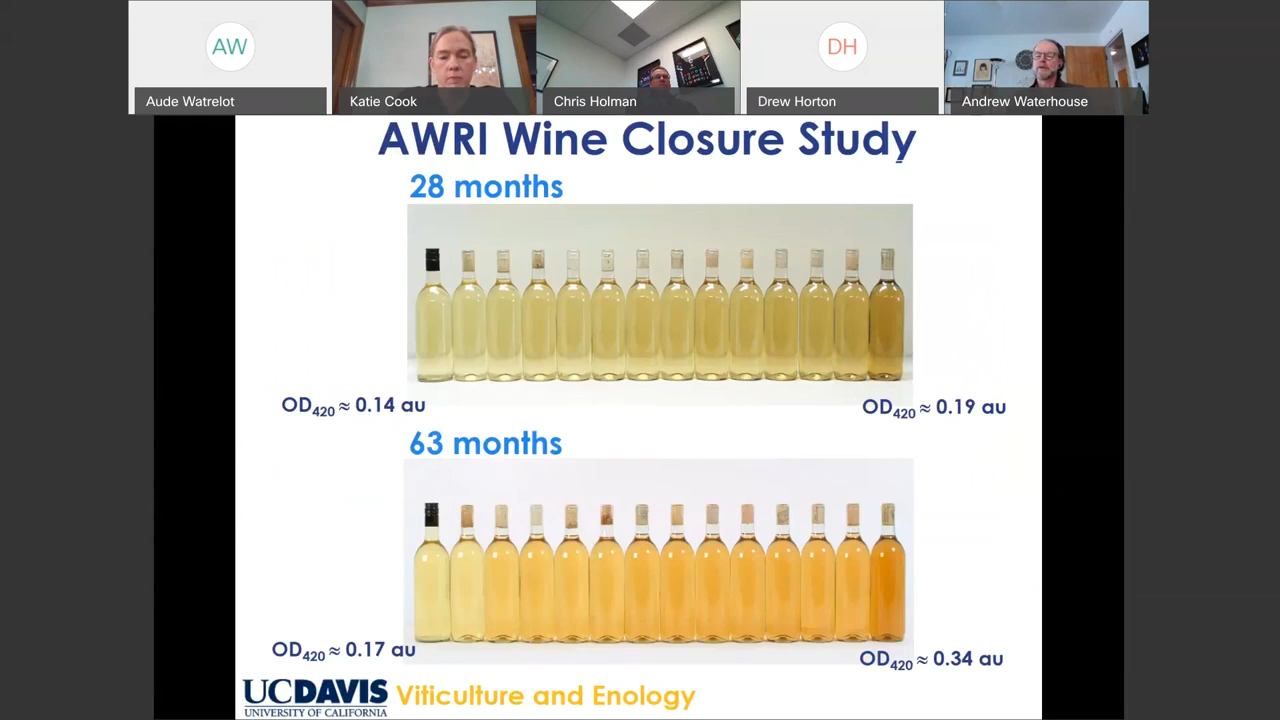 AW
DH
Aude Watrelot
Katie Cook
Chris Holman
Drew Horton
Andrew Waterhouse
AWRI Wine Closure Study
28 months
OD420 ≈ 0.14 au
OD420 ≈ 0.19 au
63 months
OD420 ≈ 0.17 au
OD420 ≈ 0.34 au
UCDAVIS
UNIVERSITY OF CALIFORNIA
Viticulture and Enology